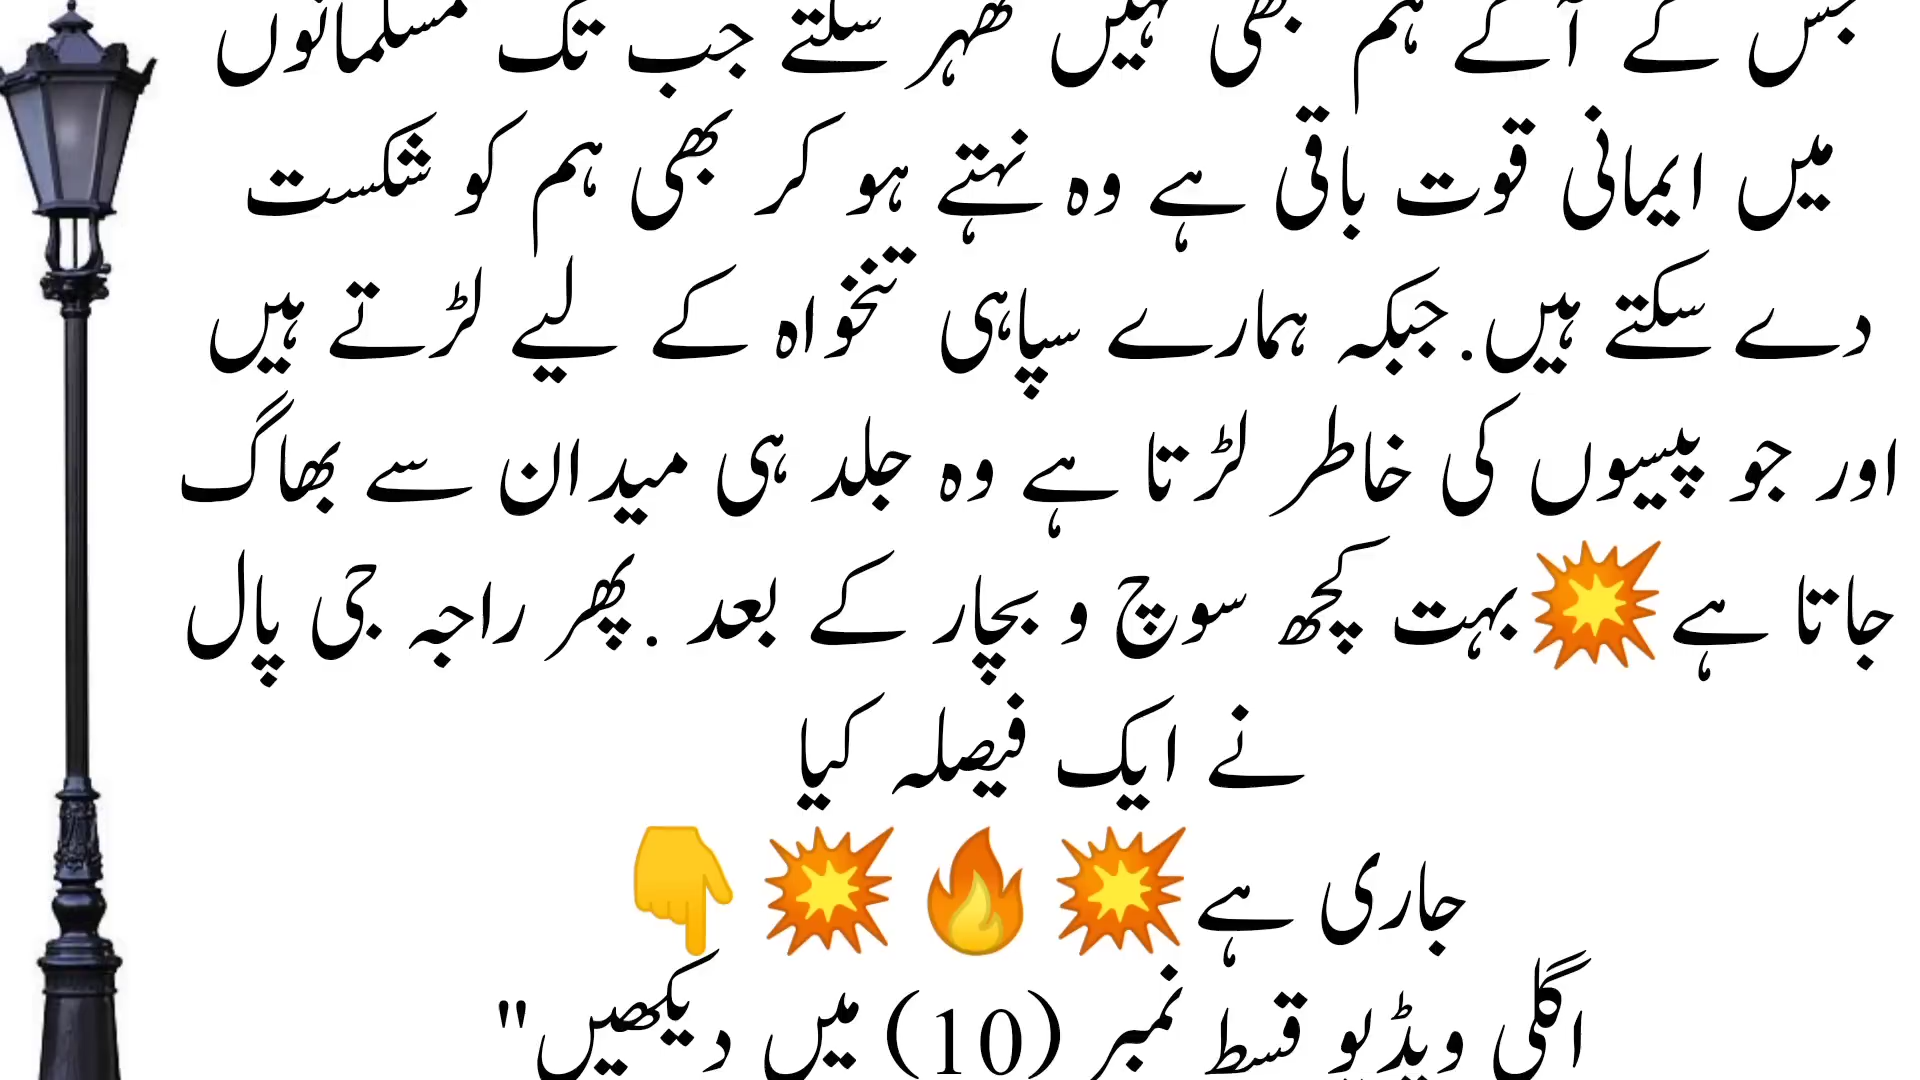 جس کے آگے ہم بھی نہیں ٹھہر سکتے جب تک مسلمانوں
میں ایمانی قوت باقی ہے وہ نہتے ہو کر بھی ہم کو شکست
دے سکتے ہیں. جبکہ ہمارے سپاہی تنخواہ کے لیے لڑتے ہیں
اور جو پیسوں کی خاطر لڑتا ہے وہ جلد ہی میدان سے بھاگ
جاتا ہے💥بہت کچھ سوچ و بچار کے بعد .پھر راجہ جی پال
نے ایک فیصلہ کیا
جاری ہے💥🔥💥👇
اگلی ویڈیو قسط نمبر (10) میں دیکھیں"